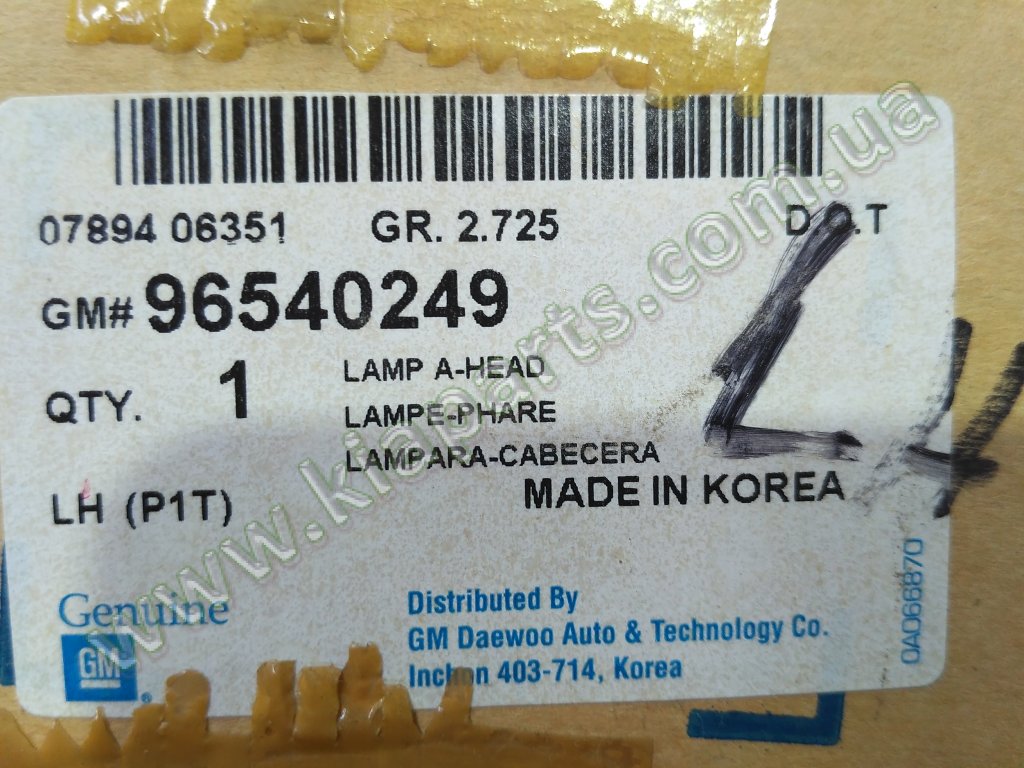 07894 06351 GR. 2.725 D.O.T
GM# 96540249
QTY. 1
LAMP A-HEAD
LAMPE-PHARE
LAMPARA-CABECERA
LH (P1T)
MADE IN KOREA
L
Genuine
GM
®
Distributed By
GM Daewoo Auto & Technology Co.
Inchon 403-714, Korea
0A066870
www.kiaparts.com.ua